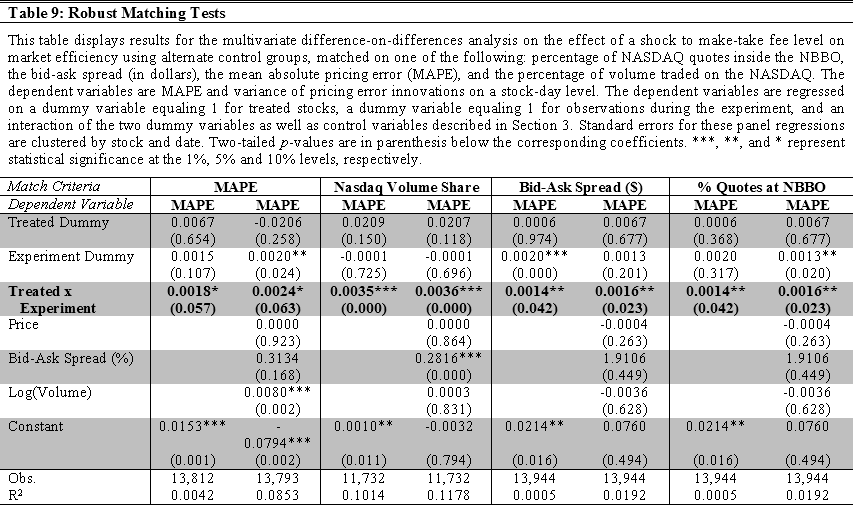 Table 9: Robust Matching Tests
This table displays results for the multivariate difference-on-differences analysis on the effect of a shock to make-take fee level on
market efficiency using alternate control groups, matched on one of the following: percentage of NASDAQ quotes inside the NBBO,
the bid-ask spread (in dollars), the mean absolute pricing error (MAPE), and the percentage of volume traded on the NASDAQ. The
dependent variables are MAPE and variance of pricing error innovations on a stock-day level. The dependent variables are regressed
on a dummy variable equaling 1 for treated stocks, a dummy variable equaling 1 for observations during the experiment, and an
interaction of the two dummy variables as well as control variables described in Section 3. Standard errors for these panel regressions
are clustered by stock and date. Two-tailed p-values are in parenthesis below the corresponding coefficients. ***, **, and * represent
statistical significance at the 1%, 5% and 10% levels, respectively.
Match Criteria MAPE Nasdaq Volume Share Bid-Ask Spread ($) % Quotes at NBBO
Dependent Variable MAPE MAPE MAPE MAPE MAPE MAPE MAPE MAPE
Treated Dummy 0.0067 -0.0206 0.0209 0.0207 0.0006 0.0067 0.0006 0.0067
(0.654) (0.258) (0.150) (0.118) (0.974) (0.677) (0.368) (0.677)
Experiment Dummy 0.0015 0.0020** -0.0001 -0.0001 0.0020*** 0.0013 0.0020 0.0013**
(0.107) (0.024) (0.725) (0.696) (0.000) (0.201) (0.317) (0.020)
Treated x 0.0018* 0.0024* 0.0035*** 0.0036*** 0.0014** 0.0016** 0.0014** 0.0016**
Experiment (0.057) (0.063) (0.000) (0.000) (0.042) (0.023) (0.042) (0.023)
Price 0.0000 0.0000 -0.0004 -0.0004
(0.923) (0.864) (0.263) (0.263)
Bid-Ask Spread (%) 0.3134 0.2816*** 1.9106 1.9106
(0.168) (0.000) (0.449) (0.449)
Log(Volume) 0.0080*** 0.0003 -0.0036 -0.0036
(0.002) (0.831) (0.628) (0.628)
Constant 0.0153*** - 0.0010** -0.0032 0.0214** 0.0760 0.0214** 0.0760
0.0794***
(0.001) (0.002) (0.011) (0.794) (0.016) (0.494) (0.016) (0.494)
Obs. 13,812 13,793 11,732 11,732 13,944 13,944 13,944 13,944
R² 0.0042 0.0853 0.1014 0.1178 0.0005 0.0192 0.0005 0.0192